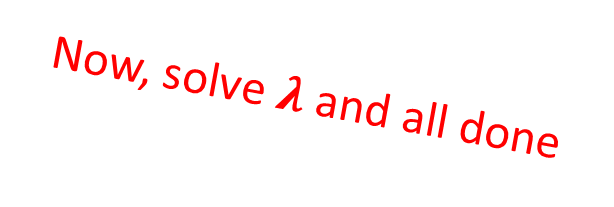 Now, solve λ and all done